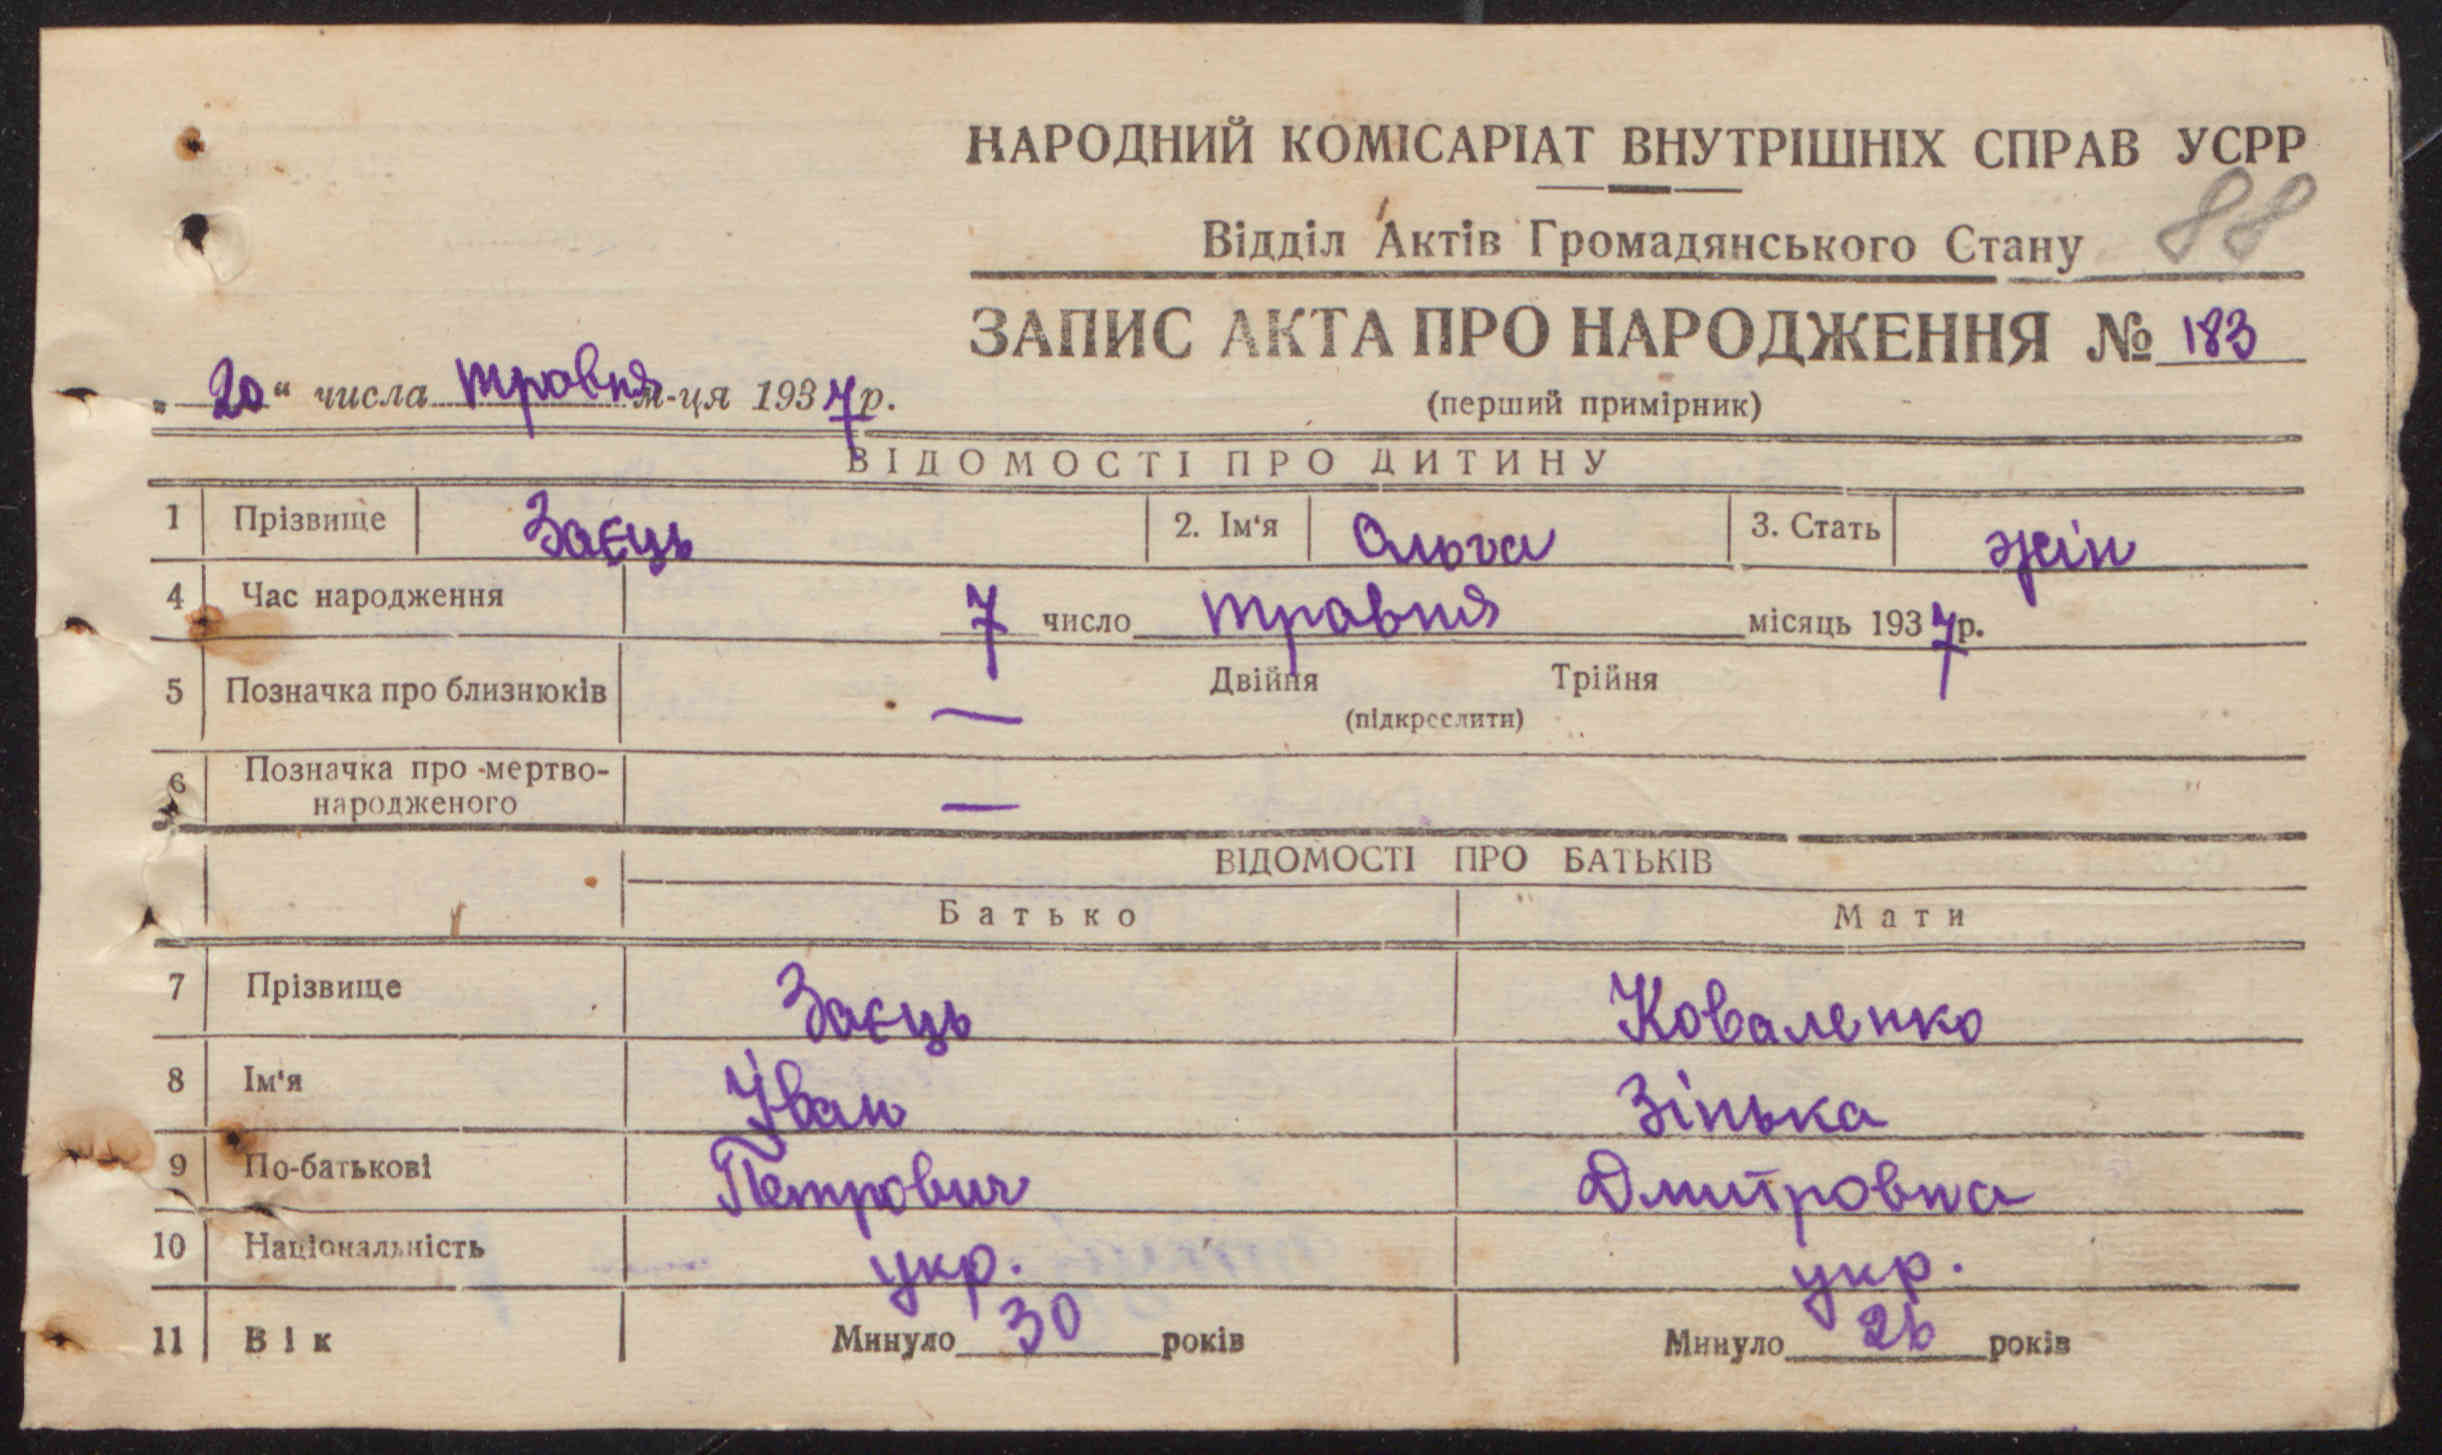 НАРОДНИЙ КОМІСАРІАТ ВНУТРІШНІХ СПРАВ УСРР
88
Відділ Актів Громадянського Стану
ЗАПИС АКТА ПРО НАРОДЖЕННЯ № 183
„ 20 “ числа травня м-ця 1937 р.
(перший примірник)
ВІДОМОСТІ ПРО ДИТИНУ
1 Прізвище Заєць 2. Ім‘я Ольга 3. Стать жін
4 Час народження 7 число травня місяць 1937 р.
5 Позначка про близнюків — Двійня Трійня
(підкреслити)
6 Позначка про мертво-
народженого —
ВІДОМОСТІ ПРО БАТЬКІВ
Батько Мати
7 Прізвище Заєць Коваленко
8 Ім‘я Іван Зінька
9 По-батькові Петрович Дмитровна
10 Національність укр. укр.
11 Вік Минуло 30 років Минуло 26 років